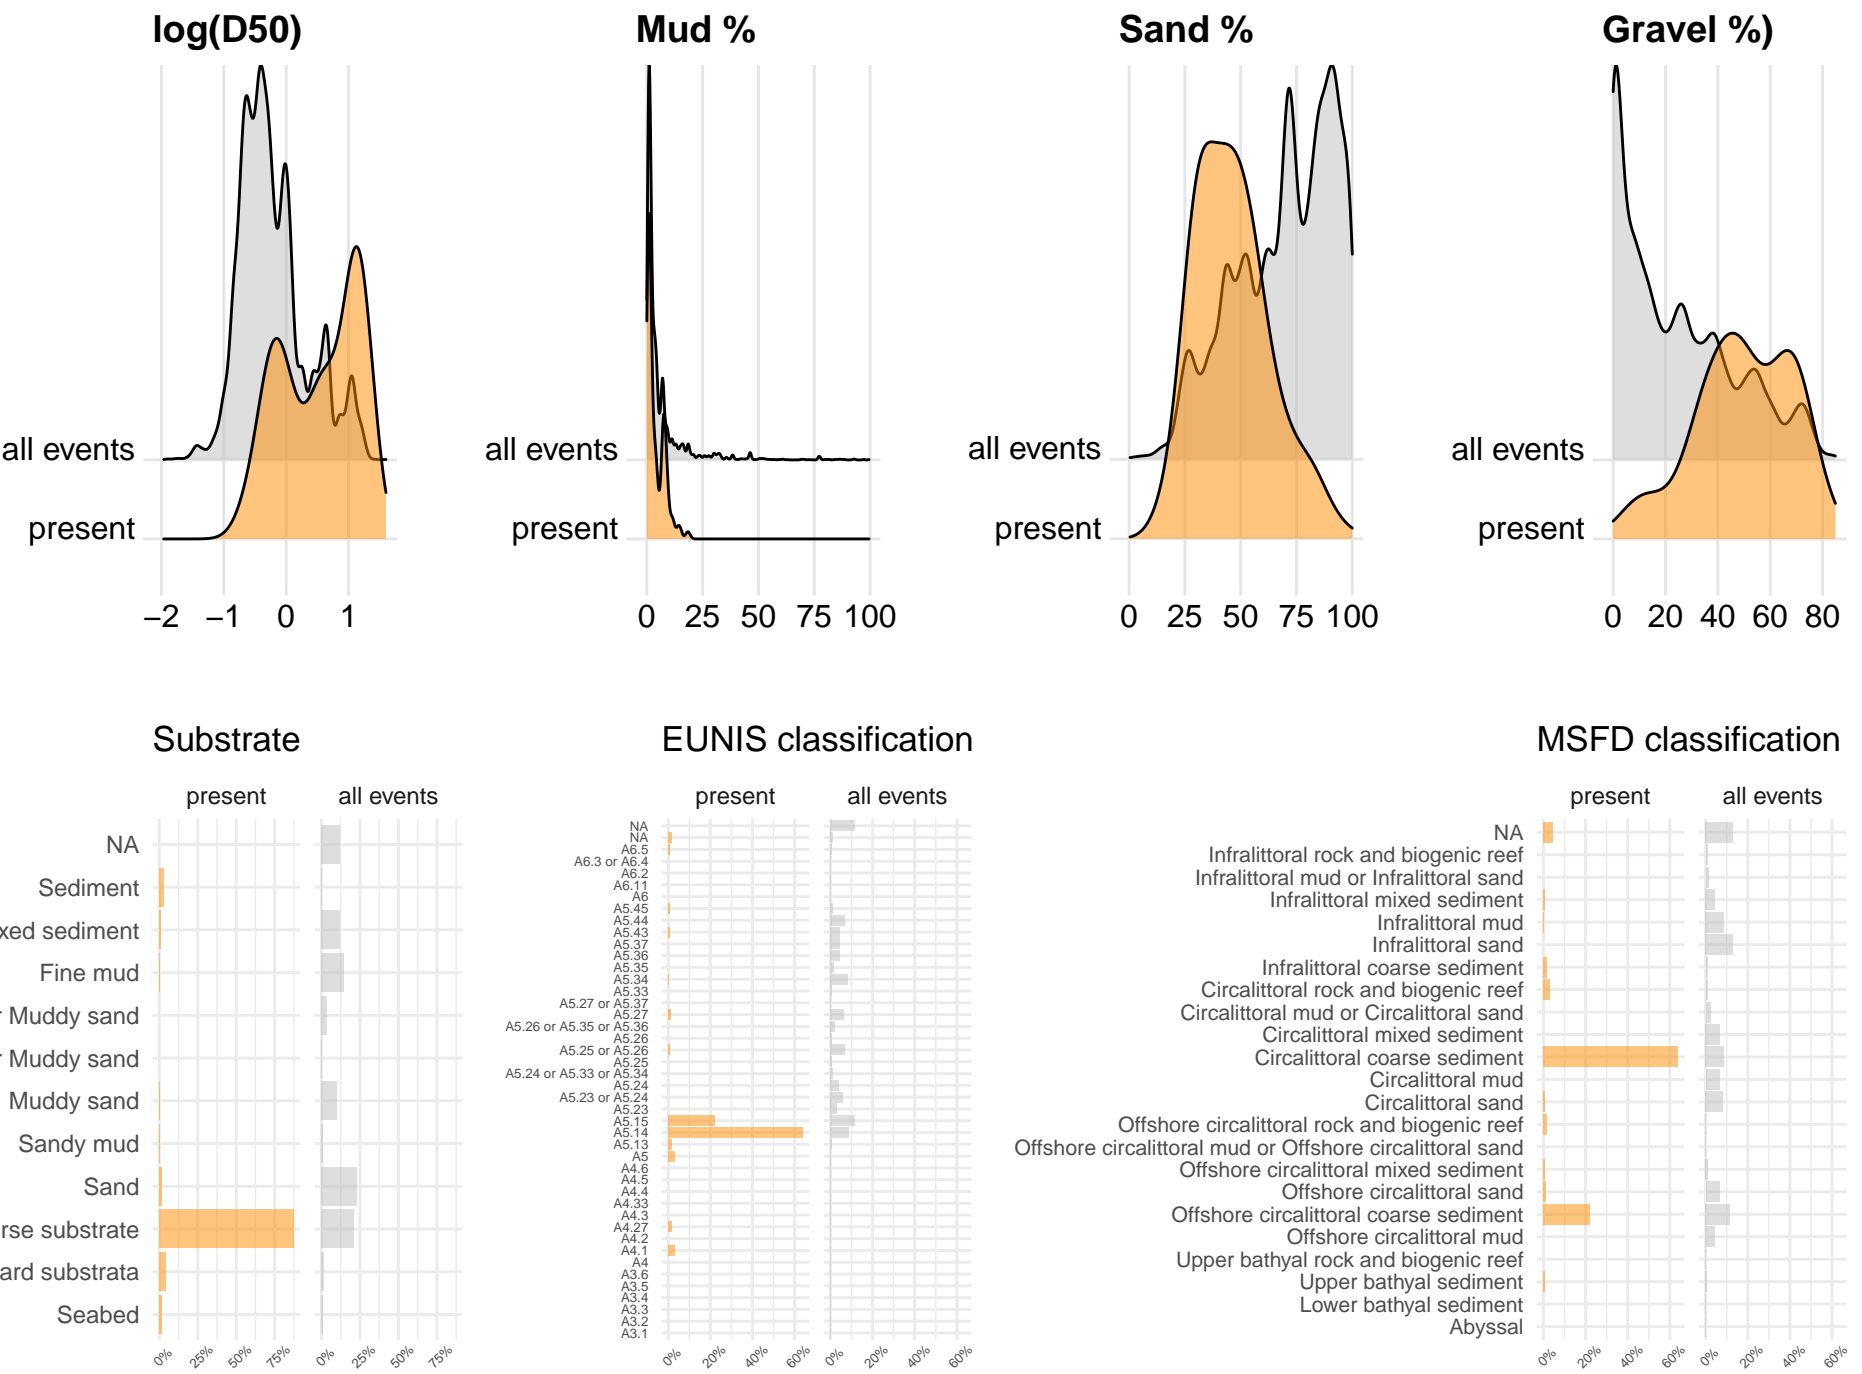 log(D50)
Mud %
Sand %
Gravel %)
all events
present
−2 −1 0 1
all events
present
0 25 50 75 100
all events
present
0 25 50 75 100
all events
present
0 20 40 60 80
Substrate
present all events
NA
Sediment
xed sediment
Fine mud
r Muddy sand
r Muddy sand
Muddy sand
Sandy mud
Sand
rse substrate
ard substrata
Seabed
0% 25% 50% 75% 0% 25% 50% 75%
EUNIS classification
present all events
NA
NA
A6.5
A6.3 or A6.4
A6.2
A6.11
A6
A5.45
A5.44
A5.43
A5.37
A5.36
A5.35
A5.34
A5.33
A5.27 or A5.37
A5.27
A5.26 or A5.35 or A5.36
A5.26
A5.25 or A5.26
A5.25
A5.24 or A5.33 or A5.34
A5.24
A5.23 or A5.24
A5.23
A5.15
A5.14
A5.13
A5
A4.6
A4.5
A4.4
A4.33
A4.3
A4.27
A4.2
A4.1
A4
A3.6
A3.5
A3.4
A3.3
A3.2
A3.1
0% 20% 40% 60% 0% 20% 40% 60%
MSFD classification
present all events
NA
Infralittoral rock and biogenic reef
Infralittoral mud or Infralittoral sand
Infralittoral mixed sediment
Infralittoral mud
Infralittoral sand
Infralittoral coarse sediment
Circalittoral rock and biogenic reef
Circalittoral mud or Circalittoral sand
Circalittoral mixed sediment
Circalittoral coarse sediment
Circalittoral mud
Circalittoral sand
Offshore circalittoral rock and biogenic reef
Offshore circalittoral mud or Offshore circalittoral sand
Offshore circalittoral mixed sediment
Offshore circalittoral sand
Offshore circalittoral coarse sediment
Offshore circalittoral mud
Upper bathyal rock and biogenic reef
Upper bathyal sediment
Lower bathyal sediment
Abyssal
0% 20% 40% 60% 0% 20% 40% 60%